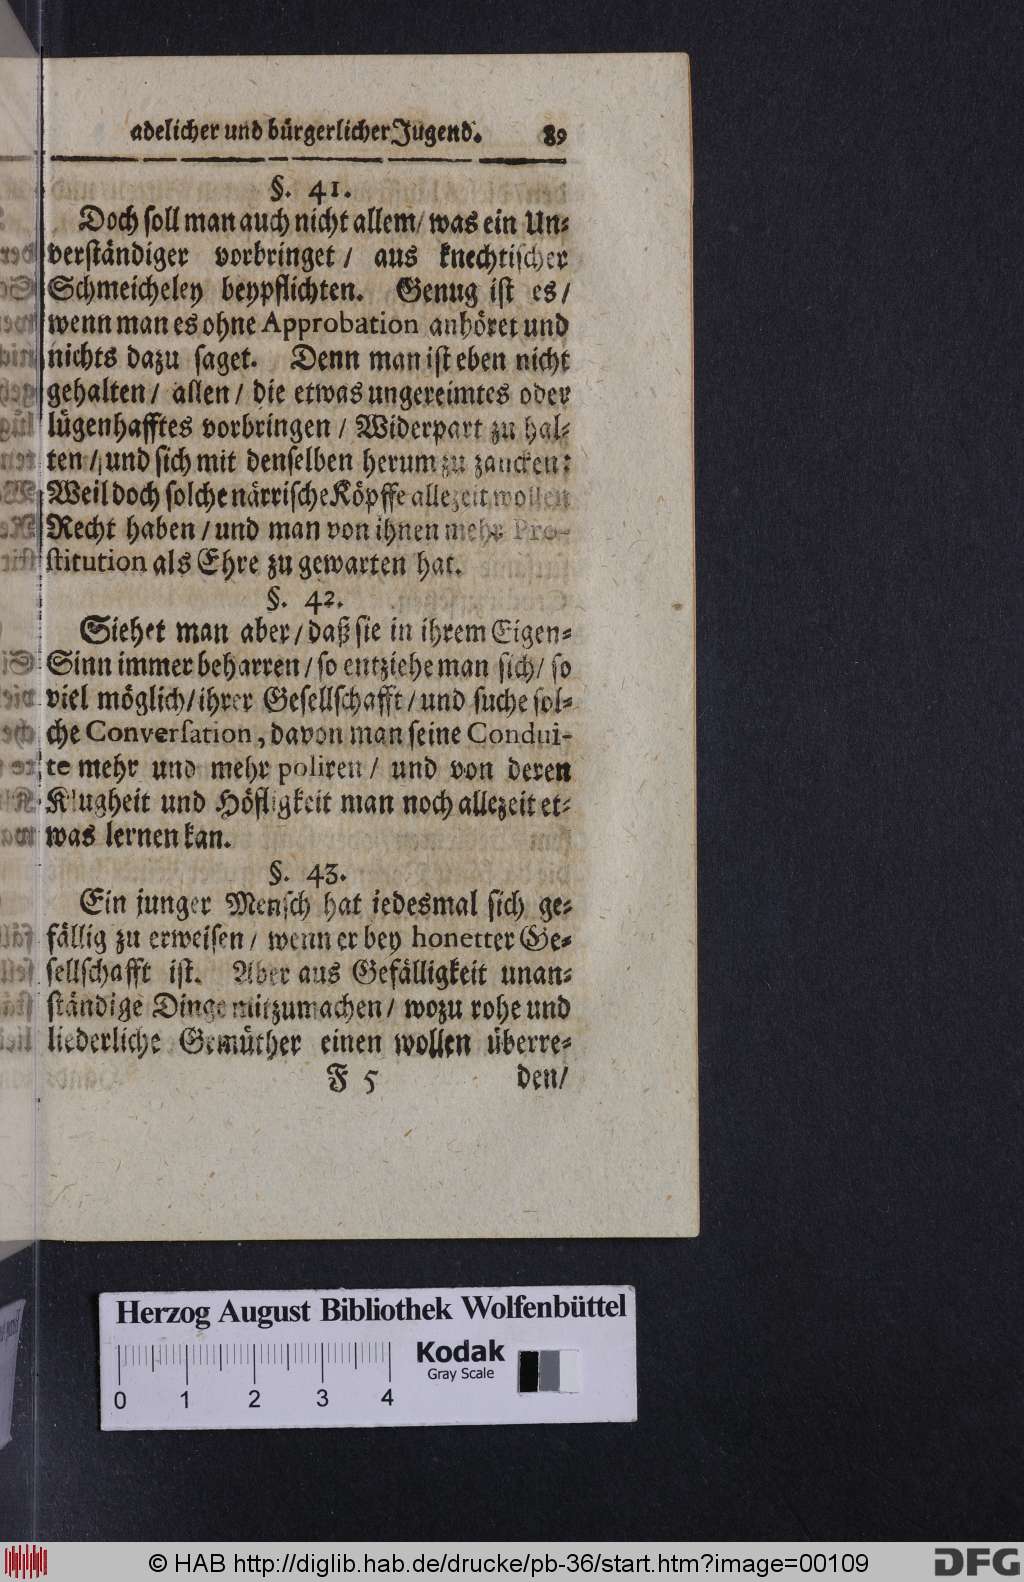 adelicher und bürgerlicher Jugend. 89
§. 41.
Doch soll man auch nicht allem/ was ein Un-
verständiger vorbringet / aus knechtischer
Schmeicheley beypflichten. Genug ist es /
wenn man es ohne Approbation anhöret und
nichts dazu saget. Denn man ist eben nicht
gehalten / allen / die etwas ungereimtes oder
lügenhafftes vorbringen / Widerpart zu hal-
ten / und sich mit denselben herum zu zancken:
Weil doch solche närrische Köpffe allezeit wollen
Recht haben / und man von ihnen mehr Pro-
stitution als Ehre zu gewarten hat.
§. 42.
Siehet man aber / daß sie in ihrem Eigen-
Sinn immer beharren / so entziehe man sich / so
viel möglich / ihrer Gesellschafft / und suche sol-
che Conversation, davon man seine Condui-
te mehr und mehr poliren / und von deren
Klugheit und Höfligkeit man noch allezeit et-
was lernen kan.
§. 43.
Ein junger Mensch hat iedesmal sich ge-
fällig zu erweisen / wenn er bey honetter Ge-
sellschafft ist. Aber aus Gefälligkeit unan-
ständige Dinge mitzumachen / wozu rohe und
liederliche Gemüther einen wollen überre-
F 5 den/
Herzog August Bibliothek Wolfenbüttel
Kodak
Gray Scale
0 1 2 3 4
© HAB http://diglib.hab.de/drucke/pb-36/start.htm?image=00109
DFG